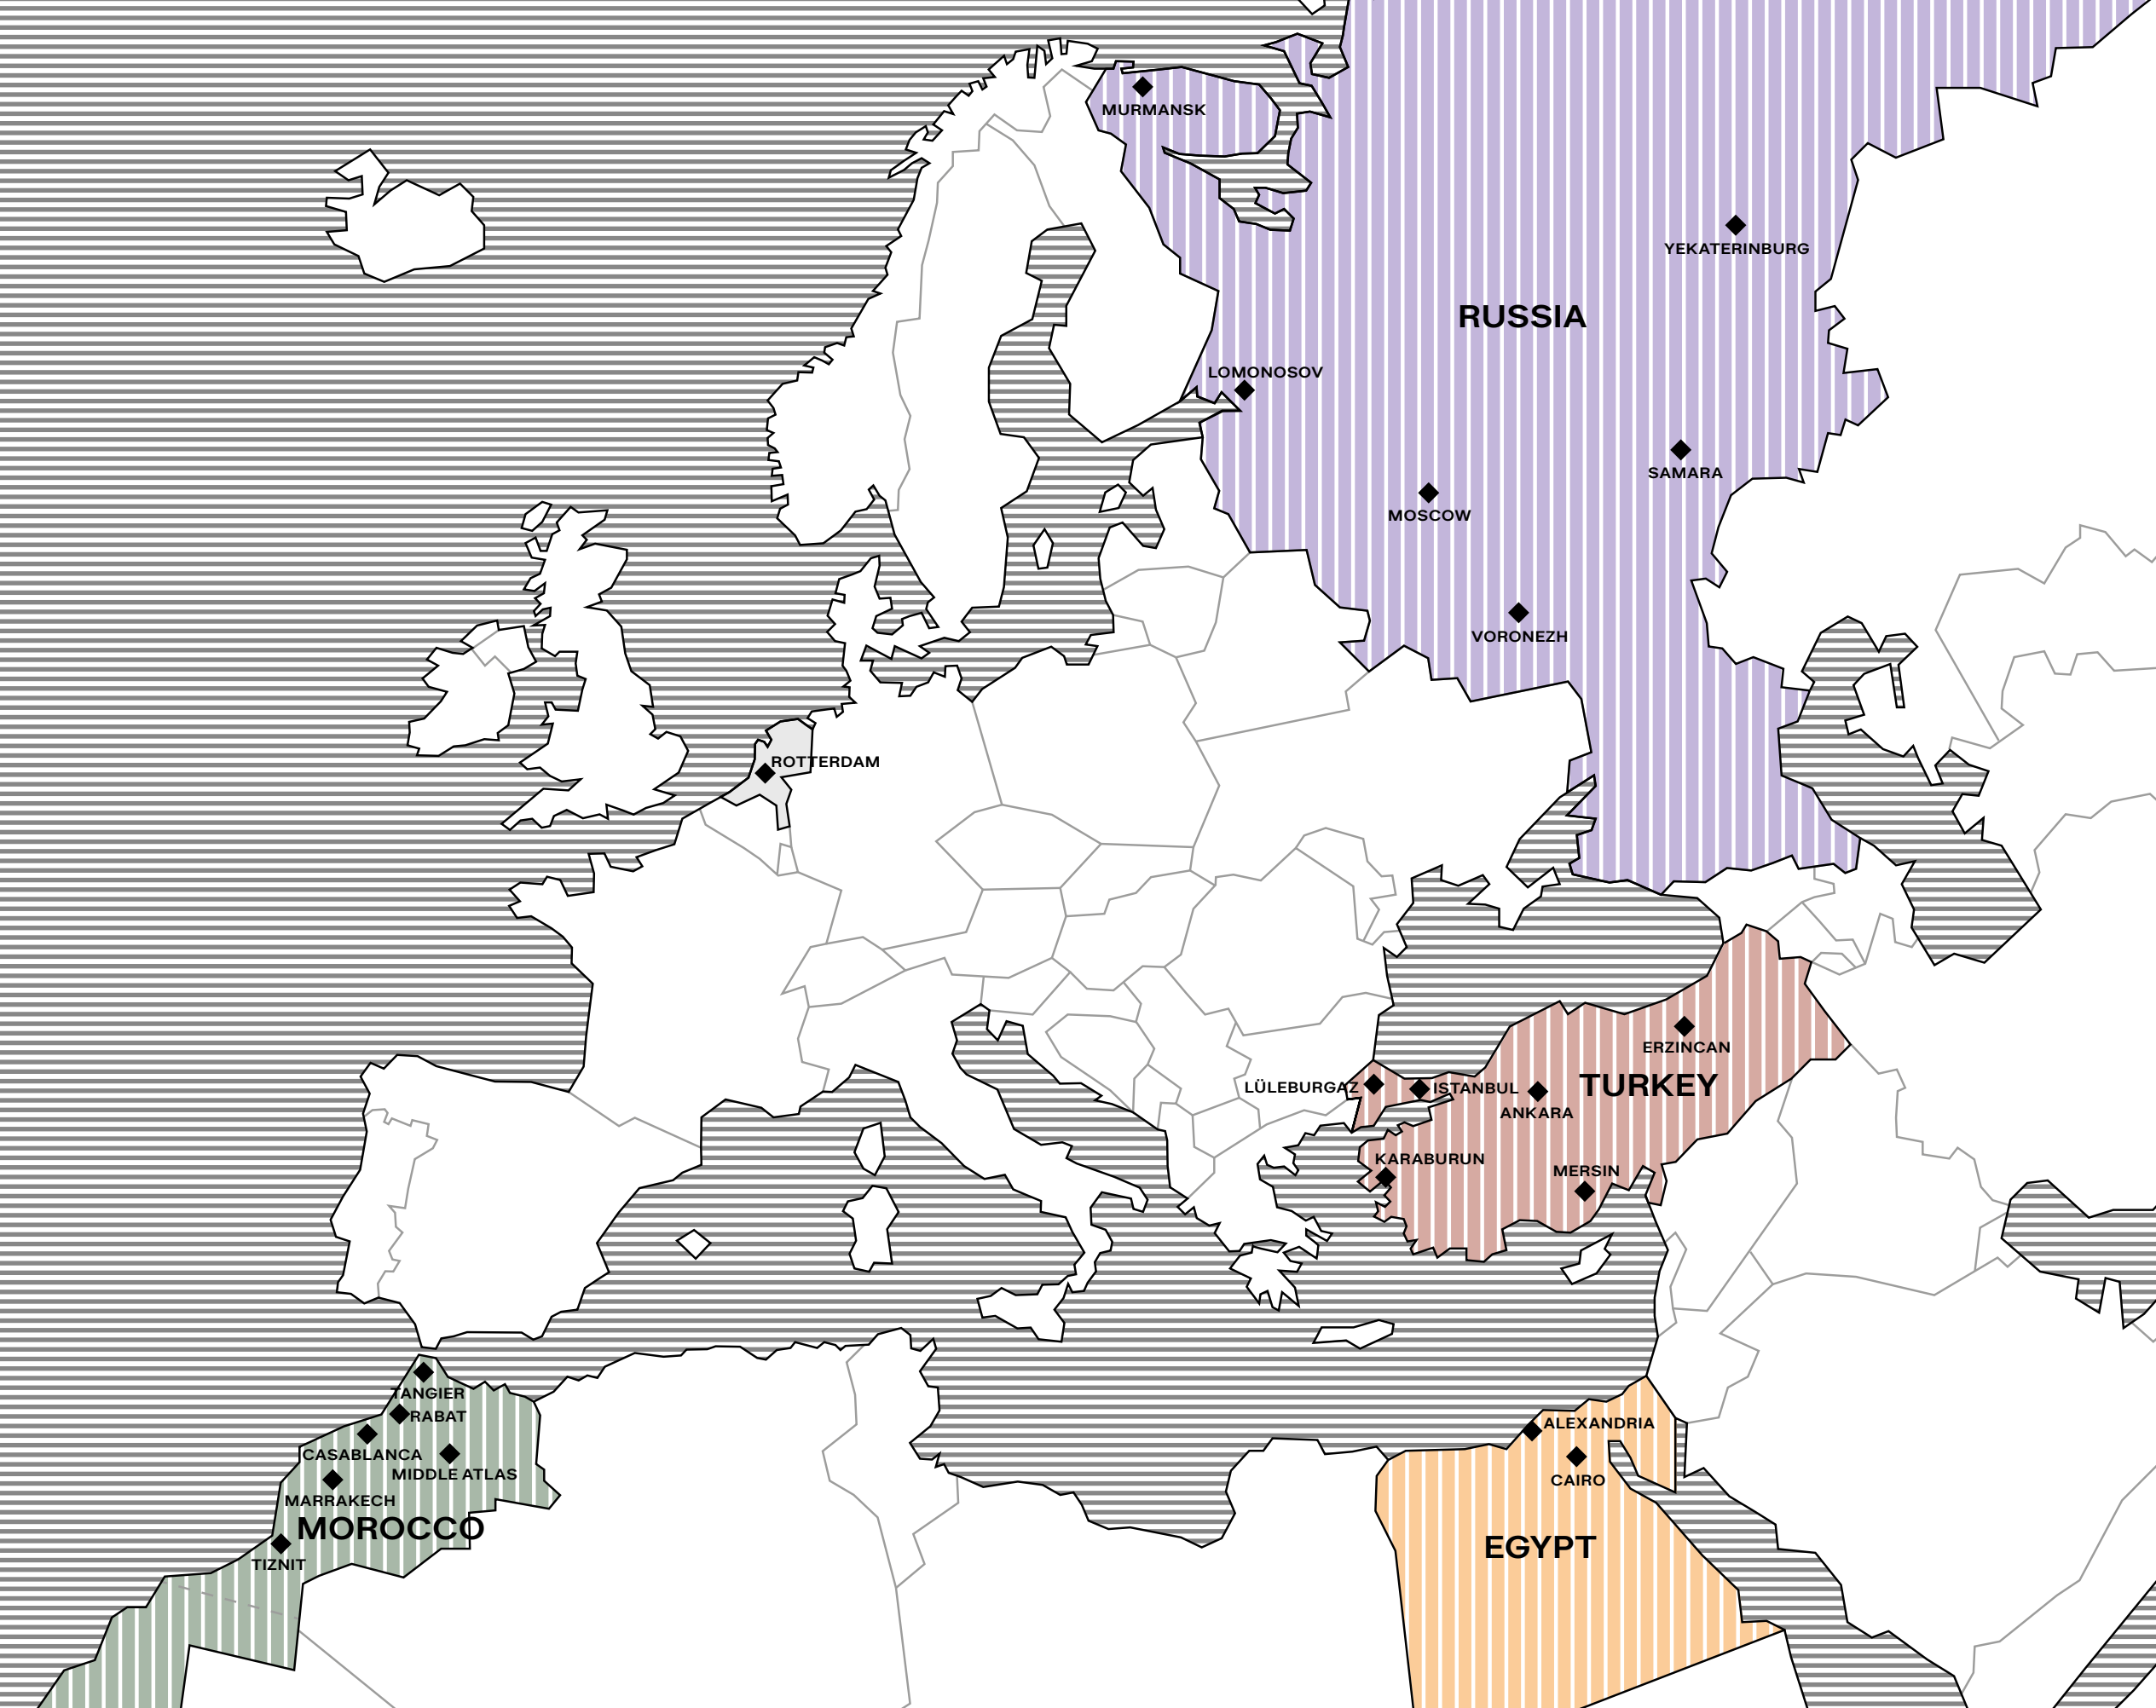 MURMANSK
YEKATERINBURG
RUSSIA
LOMONOSOV
SAMARA
MOSCOW
VORONEZH
ROTTERDAM
ERZINCAN
LÜLEBURGAZ
ISTANBUL
TURKEY
ANKARA
KARABURUN
MERSIN
TANGIER
RABAT
ALEXANDRIA
CASABLANCA
MIDDLE ATLAS
CAIRO
MARRAKECH
MOROCCO
EGYPT
TIZNIT